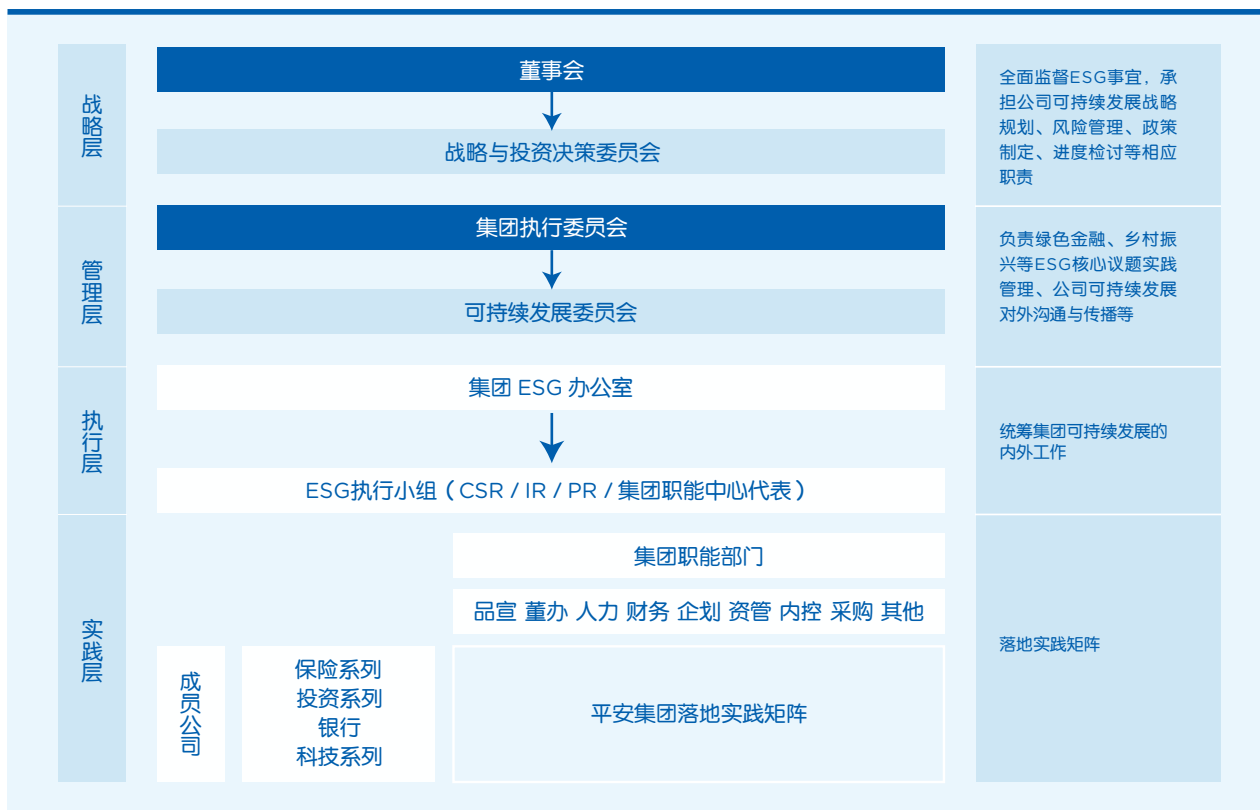 战略层
董事会
战略与投资决策委员会
全面监督ESG事宜，承
担公司可持续发展战略
规划、风险管理、政策
制定、进度检讨等相应
职责
管理层
集团执行委员会
可持续发展委员会
负责绿色金融、乡村振
兴等ESG核心议题实践
管理、公司可持续发展
对外沟通与传播等
执行层
集团 ESG 办公室
ESG执行小组（CSR / IR / PR / 集团职能中心代表）
统筹集团可持续发展的
内外工作
实践层
集团职能部门
品宣 董办 人力 财务 企划 资管 内控 采购 其他
成员公司
保险系列
投资系列
银行
科技系列
平安集团落地实践矩阵
落地实践矩阵